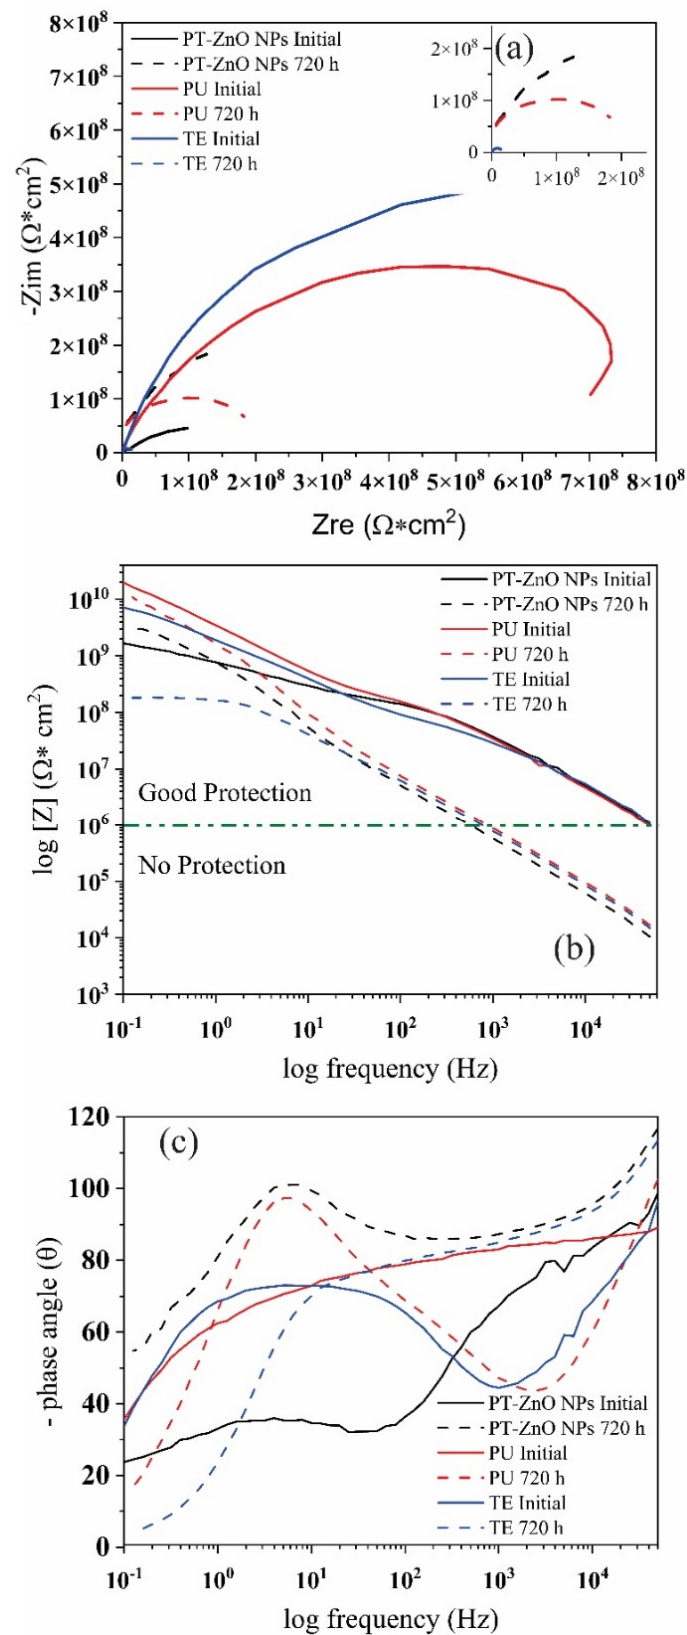 (a)
PT-ZnO NPs Initial
PT-ZnO NPs 720 h
PU Initial
PU 720 h
TE Initial
TE 720 h
8×10⁸
7×10⁸
6×10⁸
5×10⁸
4×10⁸
3×10⁸
2×10⁸
1×10⁸
0
-Zim (Ω*cm²)
2×10⁸
1×10⁸
0
0 1×10⁸ 2×10⁸
0 1×10⁸ 2×10⁸ 3×10⁸ 4×10⁸ 5×10⁸ 6×10⁸ 7×10⁸ 8×10⁸
Zre (Ω*cm²)
PT-ZnO NPs Initial
PT-ZnO NPs 720 h
PU Initial
PU 720 h
TE Initial
TE 720 h
10¹⁰
10⁹
10⁸
10⁷
10⁶
10⁵
10⁴
10³
log [Z] (Ω* cm²)
Good Protection
No Protection
(b)
10⁻¹ 10⁰ 10¹ 10² 10³ 10⁴
log frequency (Hz)
(c)
120
100
80
60
40
20
0
- phase angle (θ)
PT-ZnO NPs Initial
PT-ZnO NPs 720 h
PU Initial
PU 720 h
TE Initial
TE 720 h
10⁻¹ 10⁰ 10¹ 10² 10³ 10⁴
log frequency (Hz)